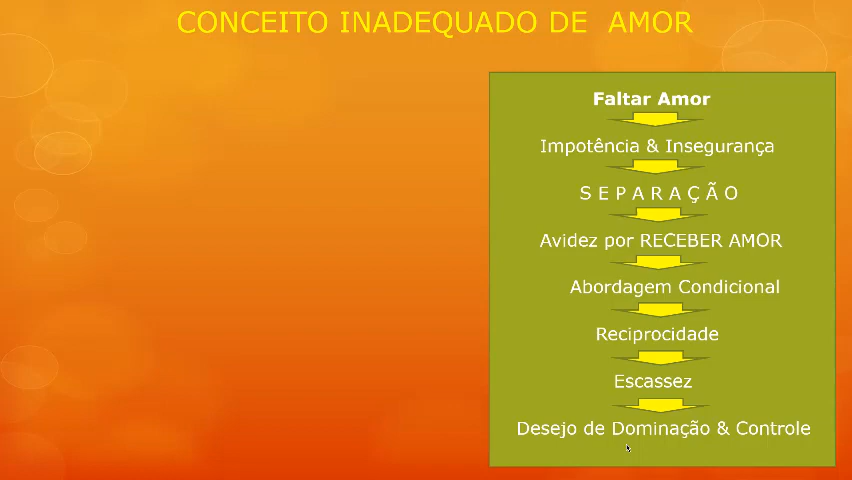 CONCEITO INADEQUADO DE AMOR
Faltar Amor
Impotência & Insegurança
S E P A R A Ç Ã O
Avidez por RECEBER AMOR
Abordagem Condicional
Reciprocidade
Escassez
Desejo de Dominação & Controle